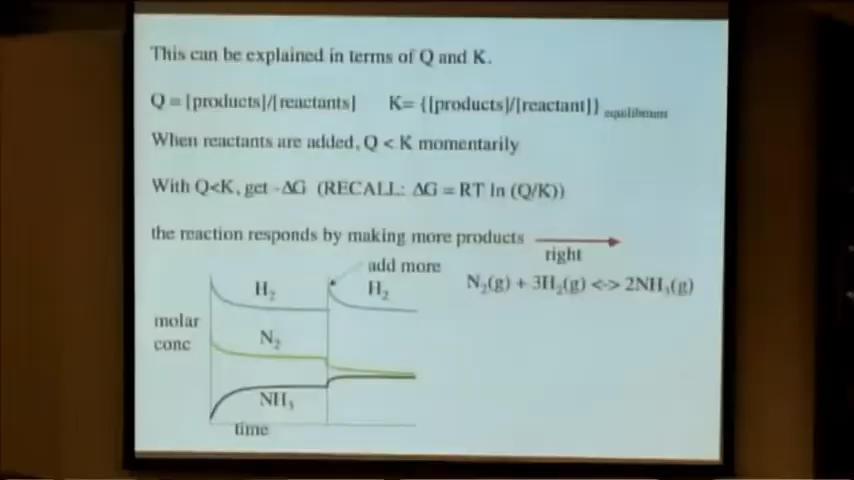 This can be explained in terms of Q and K.
Q = [products]/[reactants] K= {[products]/[reactant]} equilibrium
When reactants are added, Q < K momentarily
With Q<K, get -ΔG (RECALL: ΔG = RT ln (Q/K))
the reaction responds by making more products
right
add more
H₂
H₂
N₂(g) + 3H₂(g) <-> 2NH₃(g)
molar
conc
N₂
NH₃
time